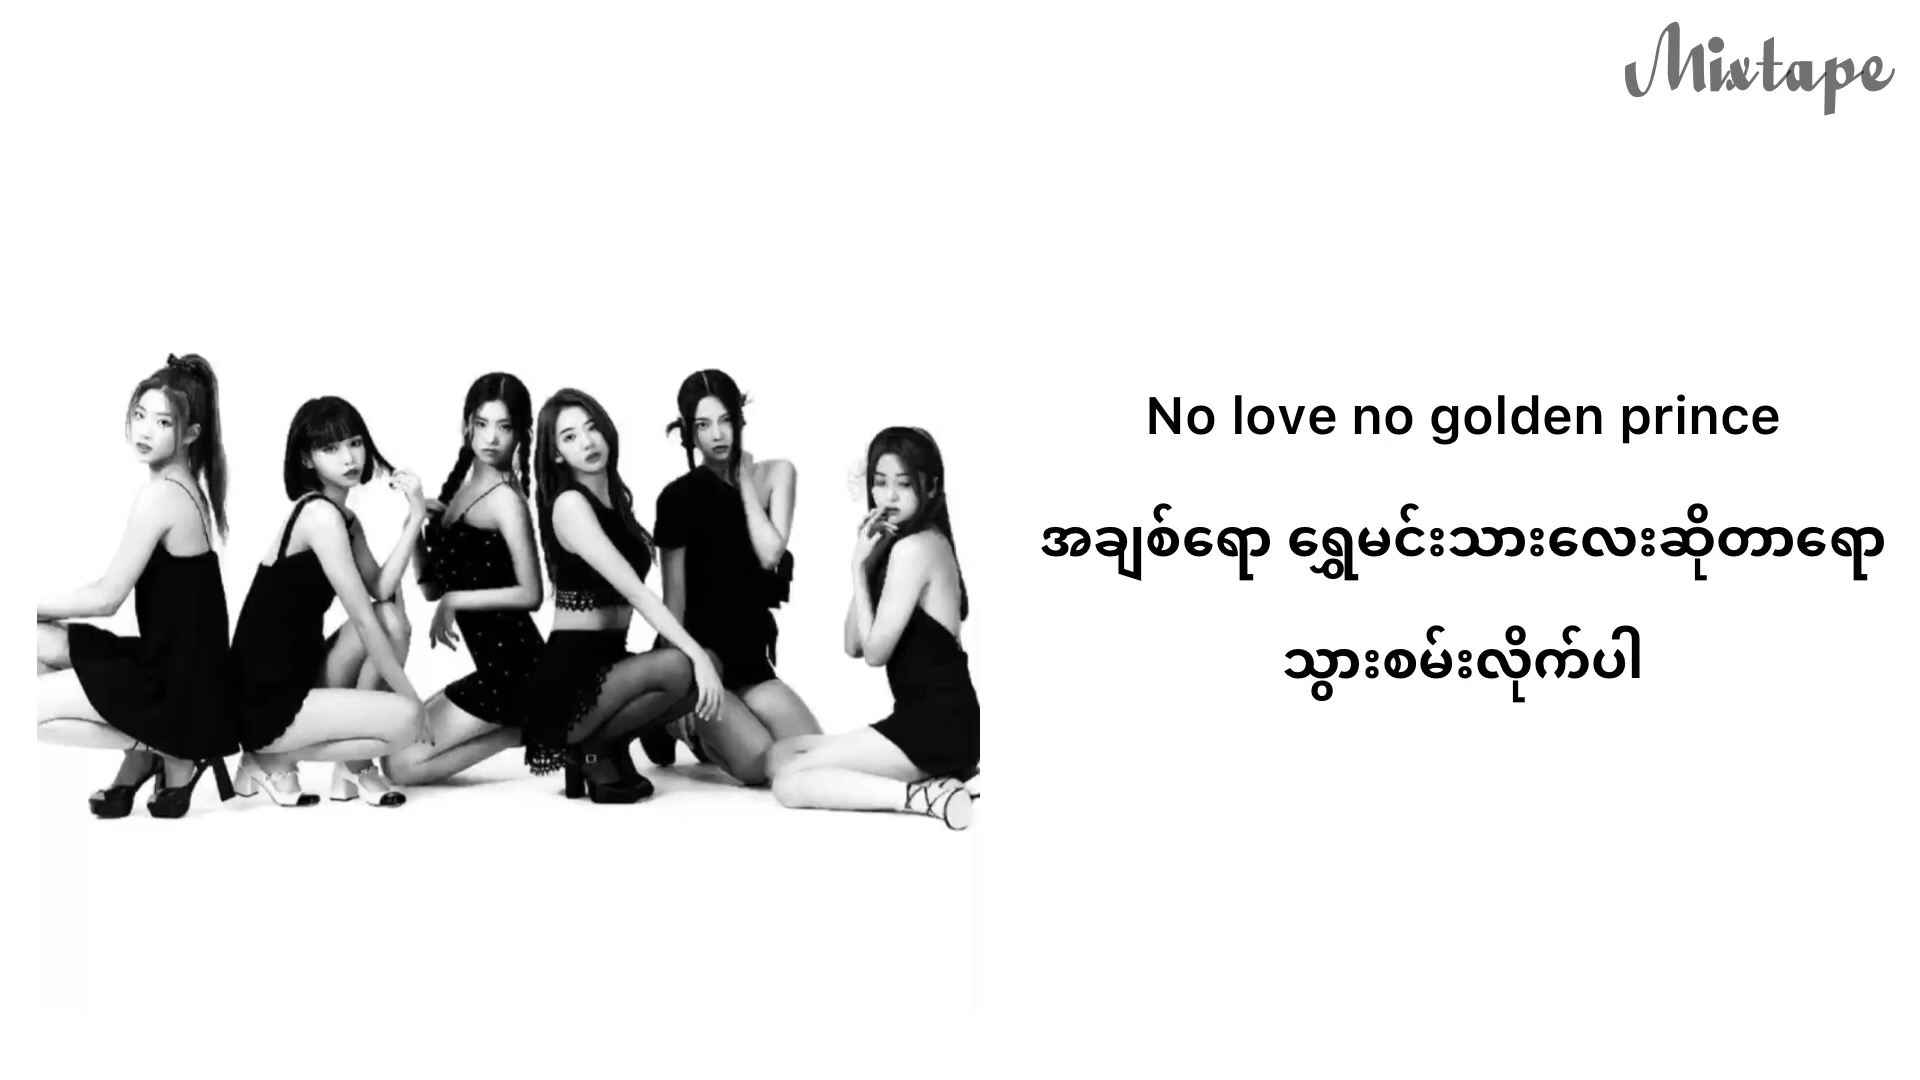 Mixtape
No love no golden prince
အချစ်ရော ရွှေမင်းသားလေးဆိုတာရော
သွားစမ်းလိုက်ပါ